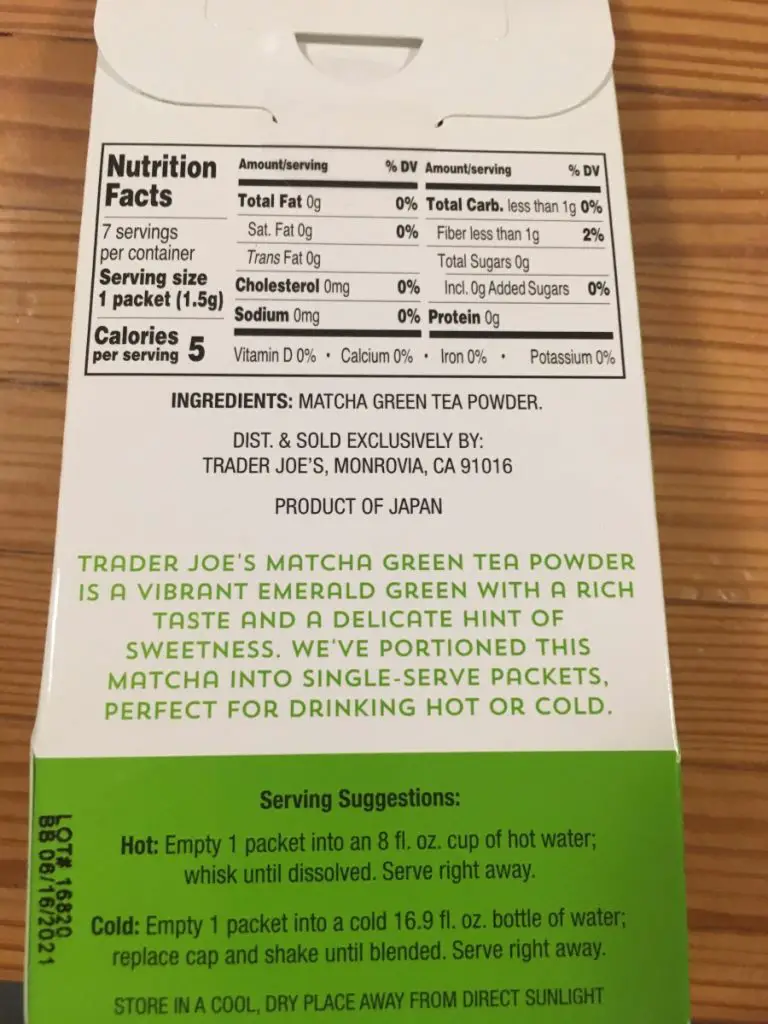 Nutrition
Facts
7 servings
per container
Serving size
1 packet (1.5g)
Calories
per serving 5
Amount/serving % DV
Total Fat 0g 0%
Sat. Fat 0g 0%
Trans Fat 0g
Cholesterol 0mg 0%
Sodium 0mg 0%
Amount/serving % DV
Total Carb. less than 1g 0%
Fiber less than 1g 2%
Total Sugars 0g
Incl. 0g Added Sugars 0%
Protein 0g
Vitamin D 0% • Calcium 0% • Iron 0% • Potassium 0%
INGREDIENTS: MATCHA GREEN TEA POWDER.
DIST. & SOLD EXCLUSIVELY BY:
TRADER JOE'S, MONROVIA, CA 91016
PRODUCT OF JAPAN
TRADER JOE'S MATCHA GREEN TEA POWDER
IS A VIBRANT EMERALD GREEN WITH A RICH
TASTE AND A DELICATE HINT OF
SWEETNESS. WE'VE PORTIONED THIS
MATCHA INTO SINGLE-SERVE PACKETS,
PERFECT FOR DRINKING HOT OR COLD.
Serving Suggestions:
Hot: Empty 1 packet into an 8 fl. oz. cup of hot water;
whisk until dissolved. Serve right away.
Cold: Empty 1 packet into a cold 16.9 fl. oz. bottle of water;
replace cap and shake until blended. Serve right away.
STORE IN A COOL, DRY PLACE AWAY FROM DIRECT SUNLIGHT
LOT# 16820
BB 08/16/2021